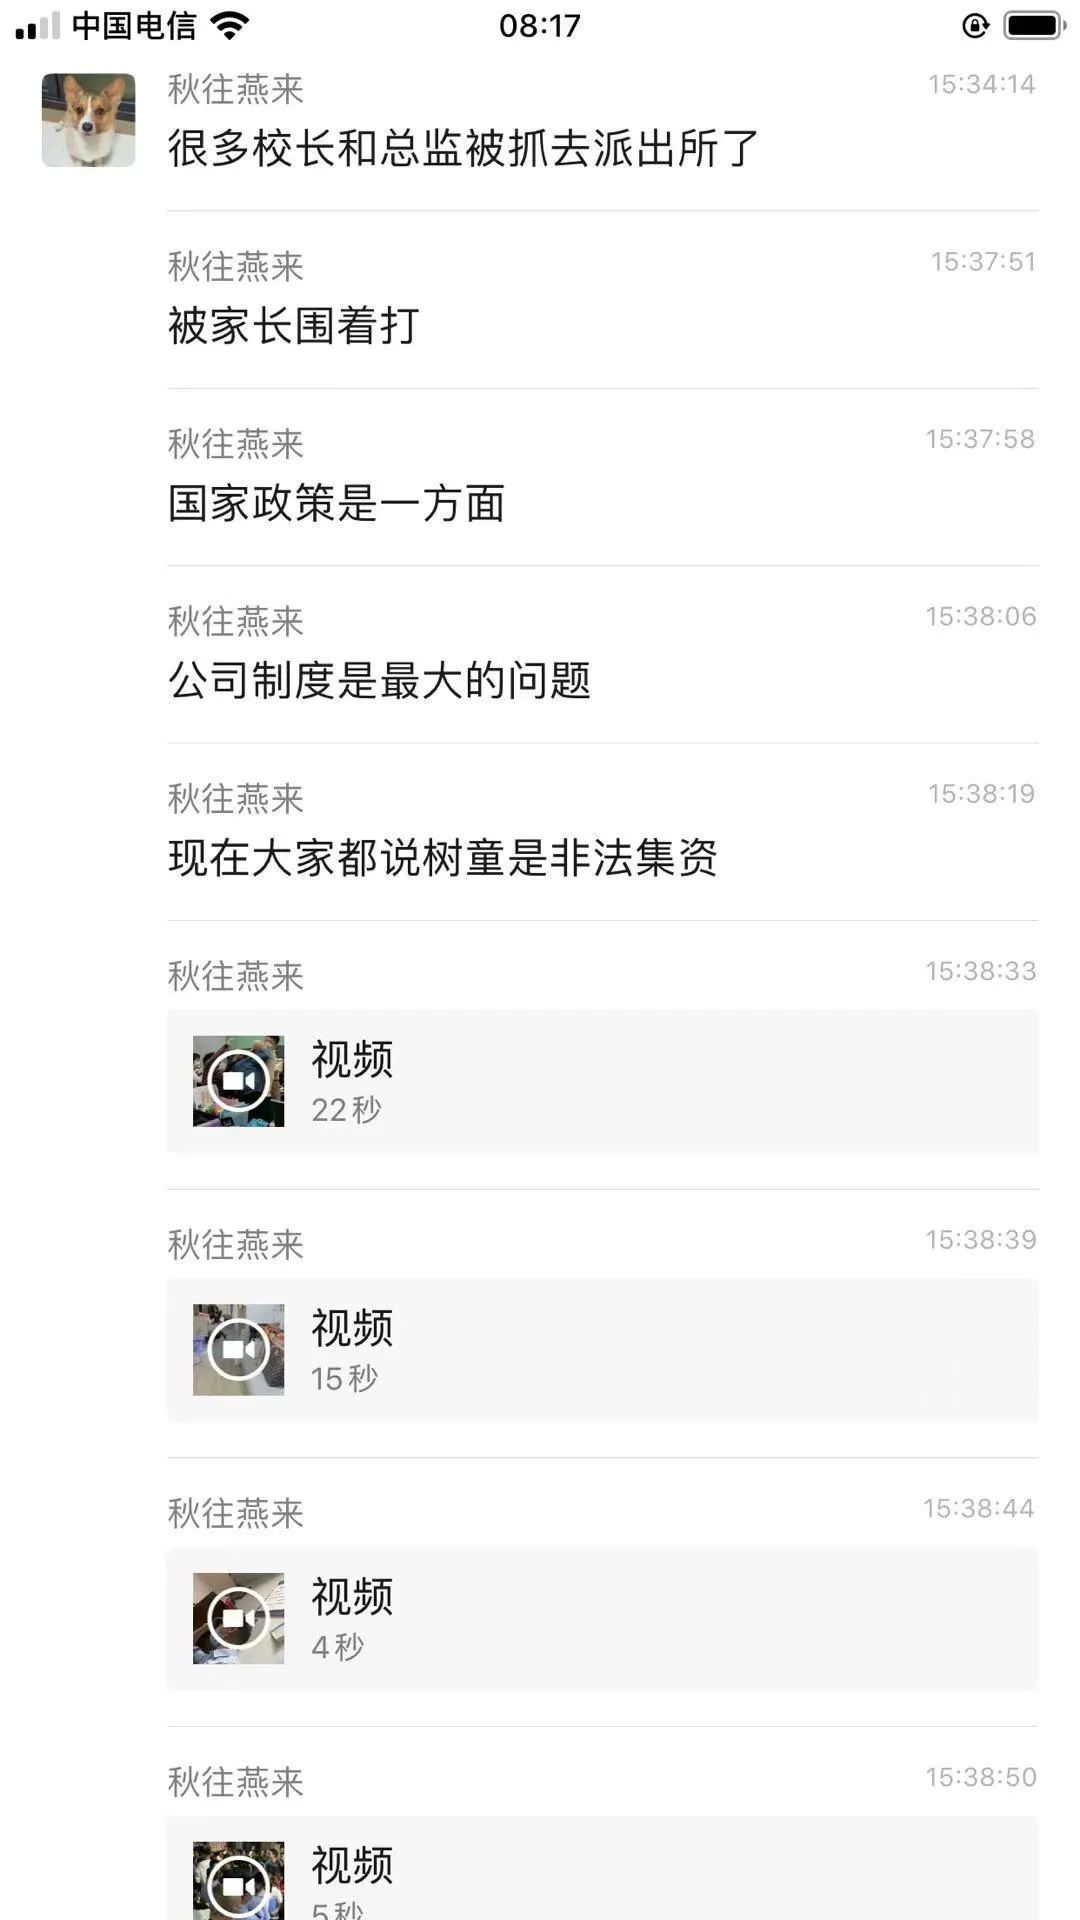 中国电信
08:17
秋往燕来
15:34:14
很多校长和总监被抓去派出所了
秋往燕来
15:37:51
被家长围着打
秋往燕来
15:37:58
国家政策是一方面
秋往燕来
15:38:06
公司制度是最大的问题
秋往燕来
15:38:19
现在大家都说树童是非法集资
秋往燕来
15:38:33
视频
22秒
秋往燕来
15:38:39
视频
15秒
秋往燕来
15:38:44
视频
4秒
秋往燕来
15:38:50
视频
5秒